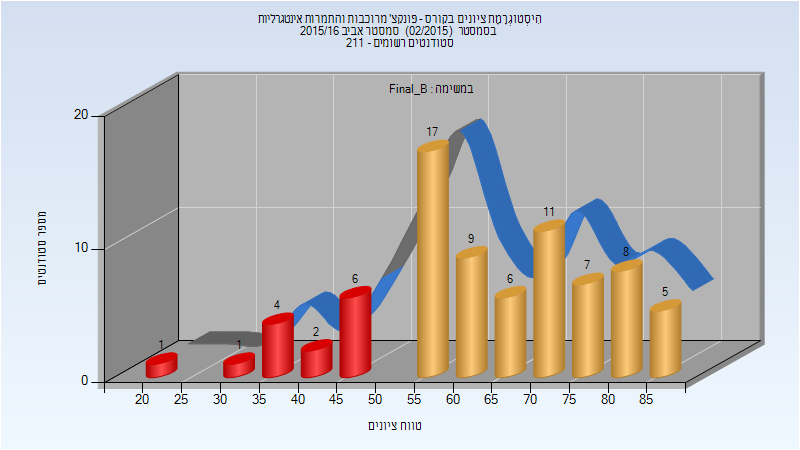 הִיסְטוֹגְרָמַת ציונים בקורס - פונקצ' מרוכבות והתמרות אינטגרליות
בסמסטר (02/2015) סמסטר אביב 2015/16
סטודנטים רשומים - 211
במשימה : Final_B
מספר סטודנטים
20
10
0
1
1
4
2
6
17
9
6
11
7
8
5
20 25 30 35 40 45 50 55 60 65 70 75 80 85
טווח ציונים